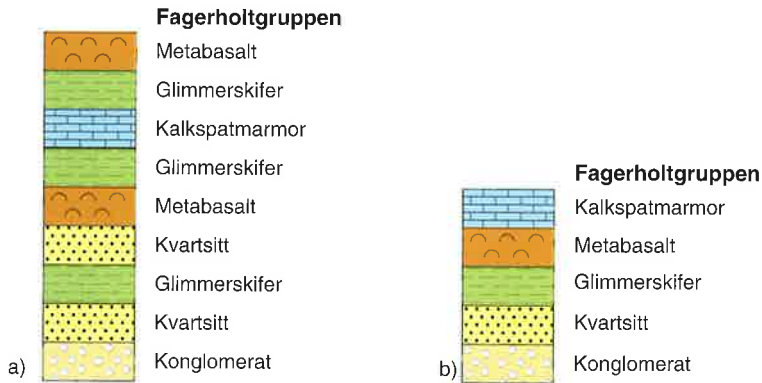 Fagerholtgruppen
Metabasalt
Glimmerskifer
Kalkspatmarmor
Glimmerskifer
Metabasalt
Kvartsitt
Glimmerskifer
Kvartsitt
Konglomerat
a)
Fagerholtgruppen
Kalkspatmarmor
Metabasalt
Glimmerskifer
Kvartsitt
Konglomerat
b)